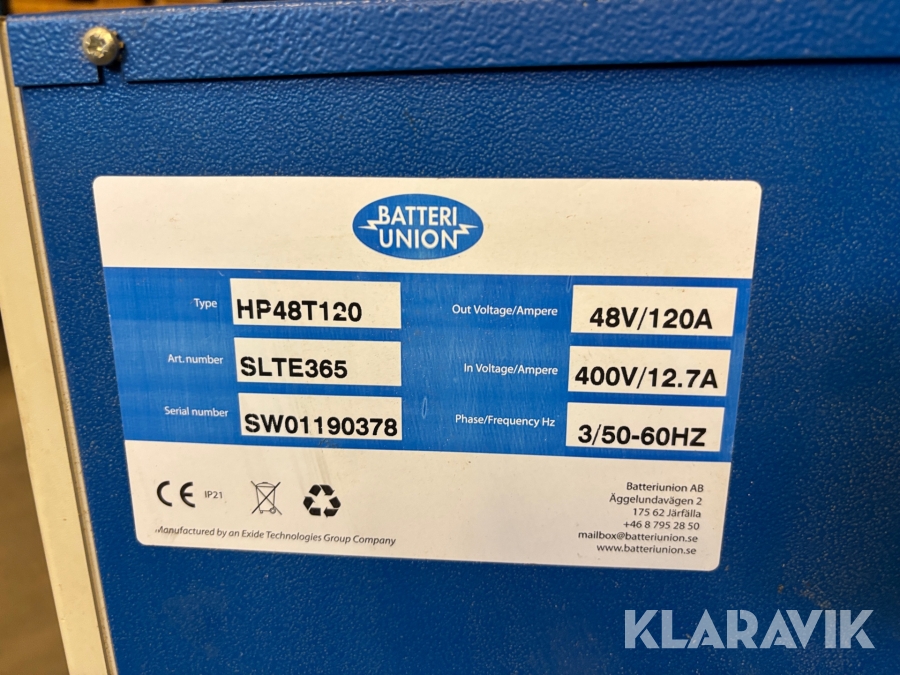 BATTERI
UNION
Type HP48T120
Out Voltage/Ampere 48V/120A
Art. number SLTE365
In Voltage/Ampere 400V/12.7A
Serial number SW01190378
Phase/Frequency Hz 3/50-60HZ
CE IP21
Manufactured by an Exide Technologies Group Company
Batteriunion AB
Äggelundavägen 2
175 62 Järfälla
+46 8 795 28 50
mailbox@batteriunion.se
www.batteriunion.se
KLARAVIK